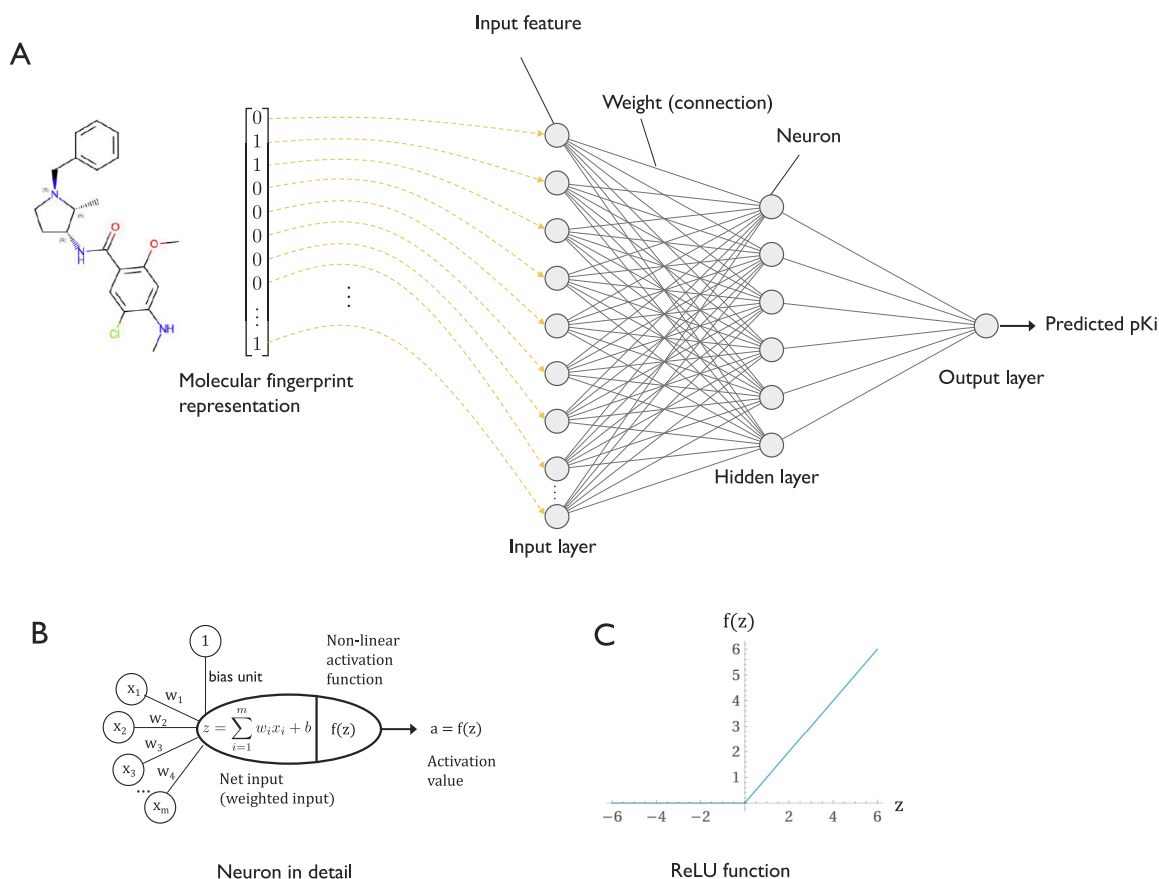 A
Input feature
Weight (connection)
Neuron
0
1
1
0
0
0
0
0
⋮
1
⋮
N
(S)
(R)
(R)
N
H
O
O
Cl
NH
Molecular fingerprint
representation
Predicted pKi
Output layer
Hidden layer
Input layer
B
1
bias unit
Non-linear
activation
function
x₁
w₁
x₂
w₂
x₃
w₃
...
xₘ
w₄
z = ∑ᵢ₌₁ᵐ wᵢxᵢ + b
f(z)
a = f(z)
Activation
value
Net input
(weighted input)
Neuron in detail
C
f(z)
6
5
4
3
2
1
−6 −4 −2 2 4 6
z
ReLU function